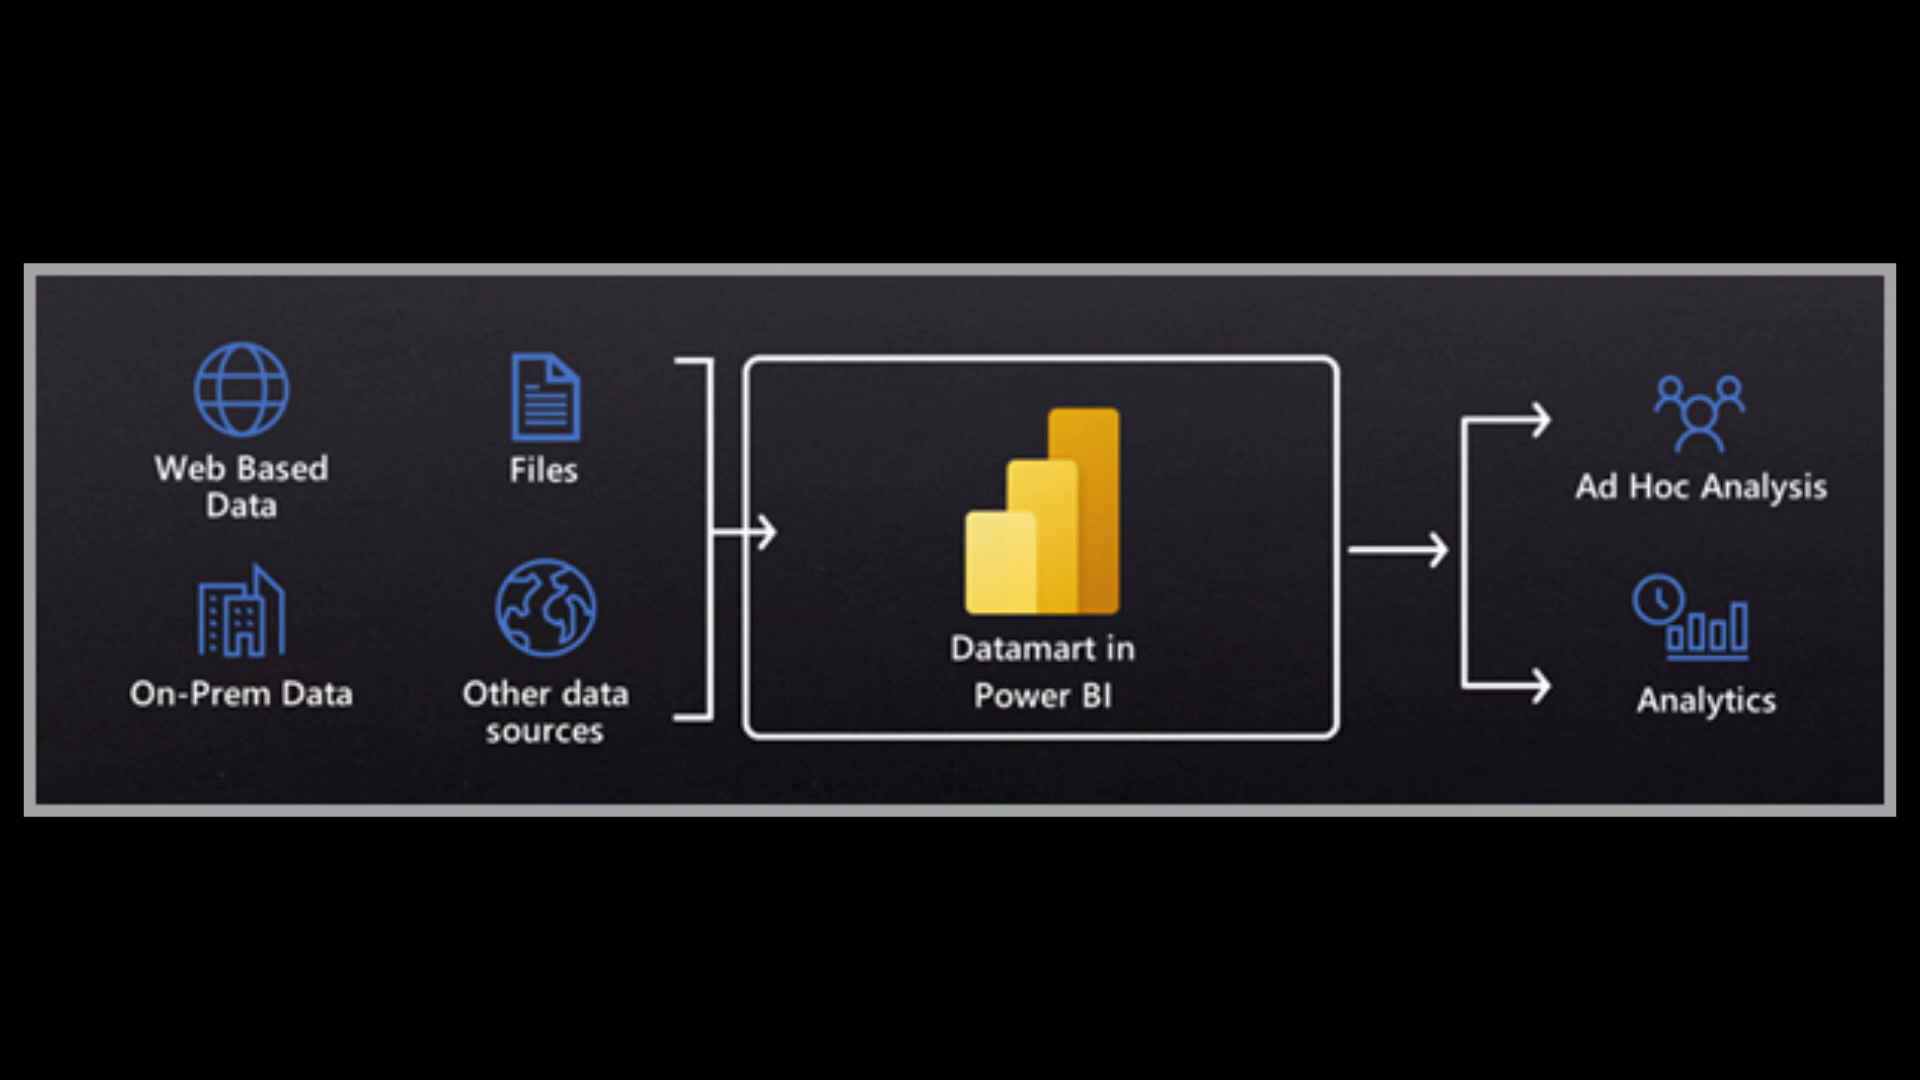 Web Based
Data
Files
On-Prem Data
Other data
sources
Datamart in
Power BI
Ad Hoc Analysis
Analytics